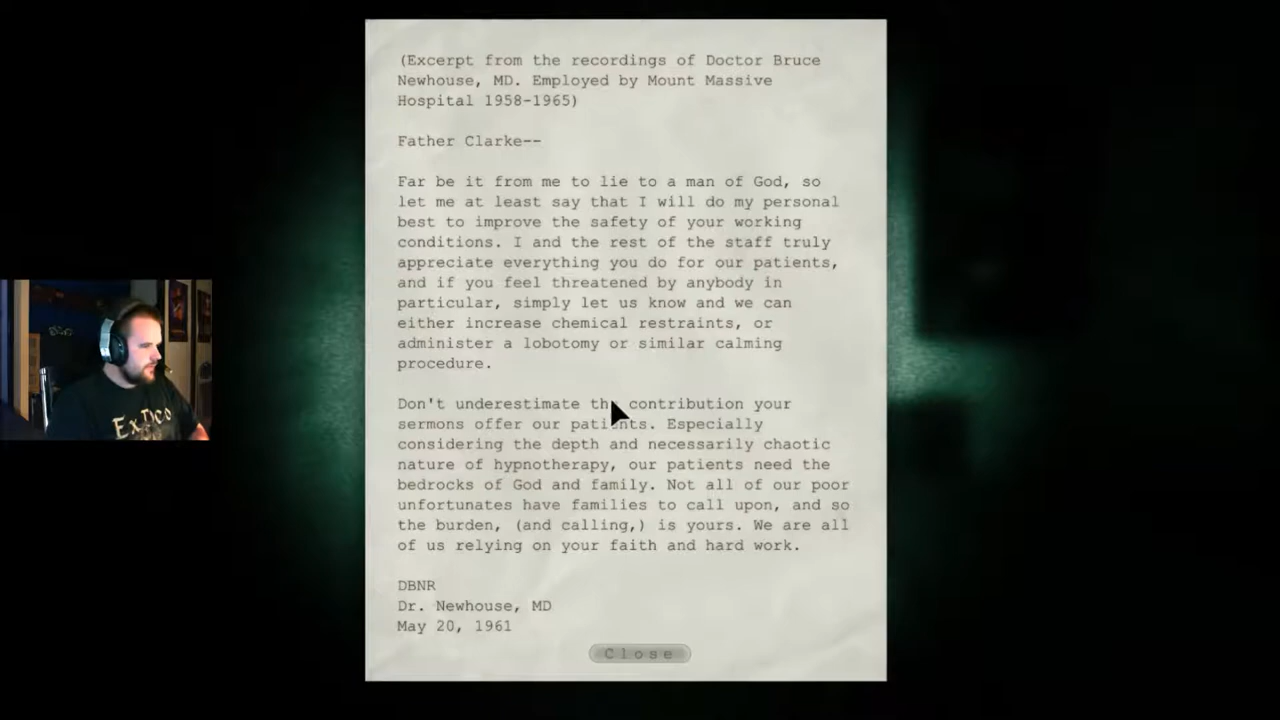 (Excerpt from the recordings of Doctor Bruce
Newhouse, MD. Employed by Mount Massive
Hospital 1958-1965)
Father Clarke--
Far be it from me to lie to a man of God, so
let me at least say that I will do my personal
best to improve the safety of your working
conditions. I and the rest of the staff truly
appreciate everything you do for our patients,
and if you feel threatened by anybody in
particular, simply let us know and we can
either increase chemical restraints, or
administer a lobotomy or similar calming
procedure.
Don't underestimate the contribution your
sermons offer our patients. Especially
considering the depth and necessarily chaotic
nature of hypnotherapy, our patients need the
bedrocks of God and family. Not all of our poor
unfortunates have families to call upon, and so
the burden, (and calling,) is yours. We are all
of us relying on your faith and hard work.
DBNR
Dr. Newhouse, MD
May 20, 1961
Close